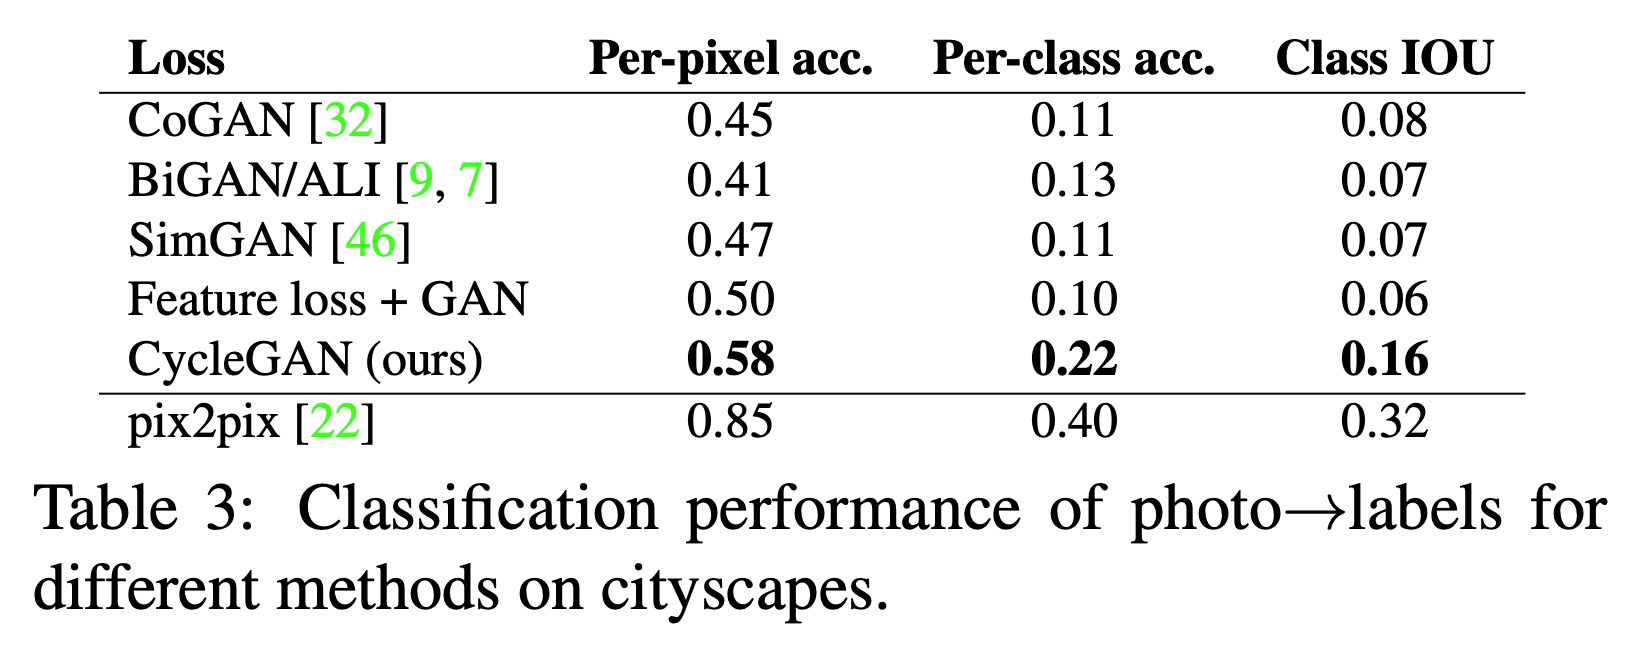 Loss Per-pixel acc. Per-class acc. Class IOU
CoGAN [32] 0.45 0.11 0.08
BiGAN/ALI [9, 7] 0.41 0.13 0.07
SimGAN [46] 0.47 0.11 0.07
Feature loss + GAN 0.50 0.10 0.06
CycleGAN (ours) 0.58 0.22 0.16
pix2pix [22] 0.85 0.40 0.32
Table 3: Classification performance of photo→labels for
different methods on cityscapes.